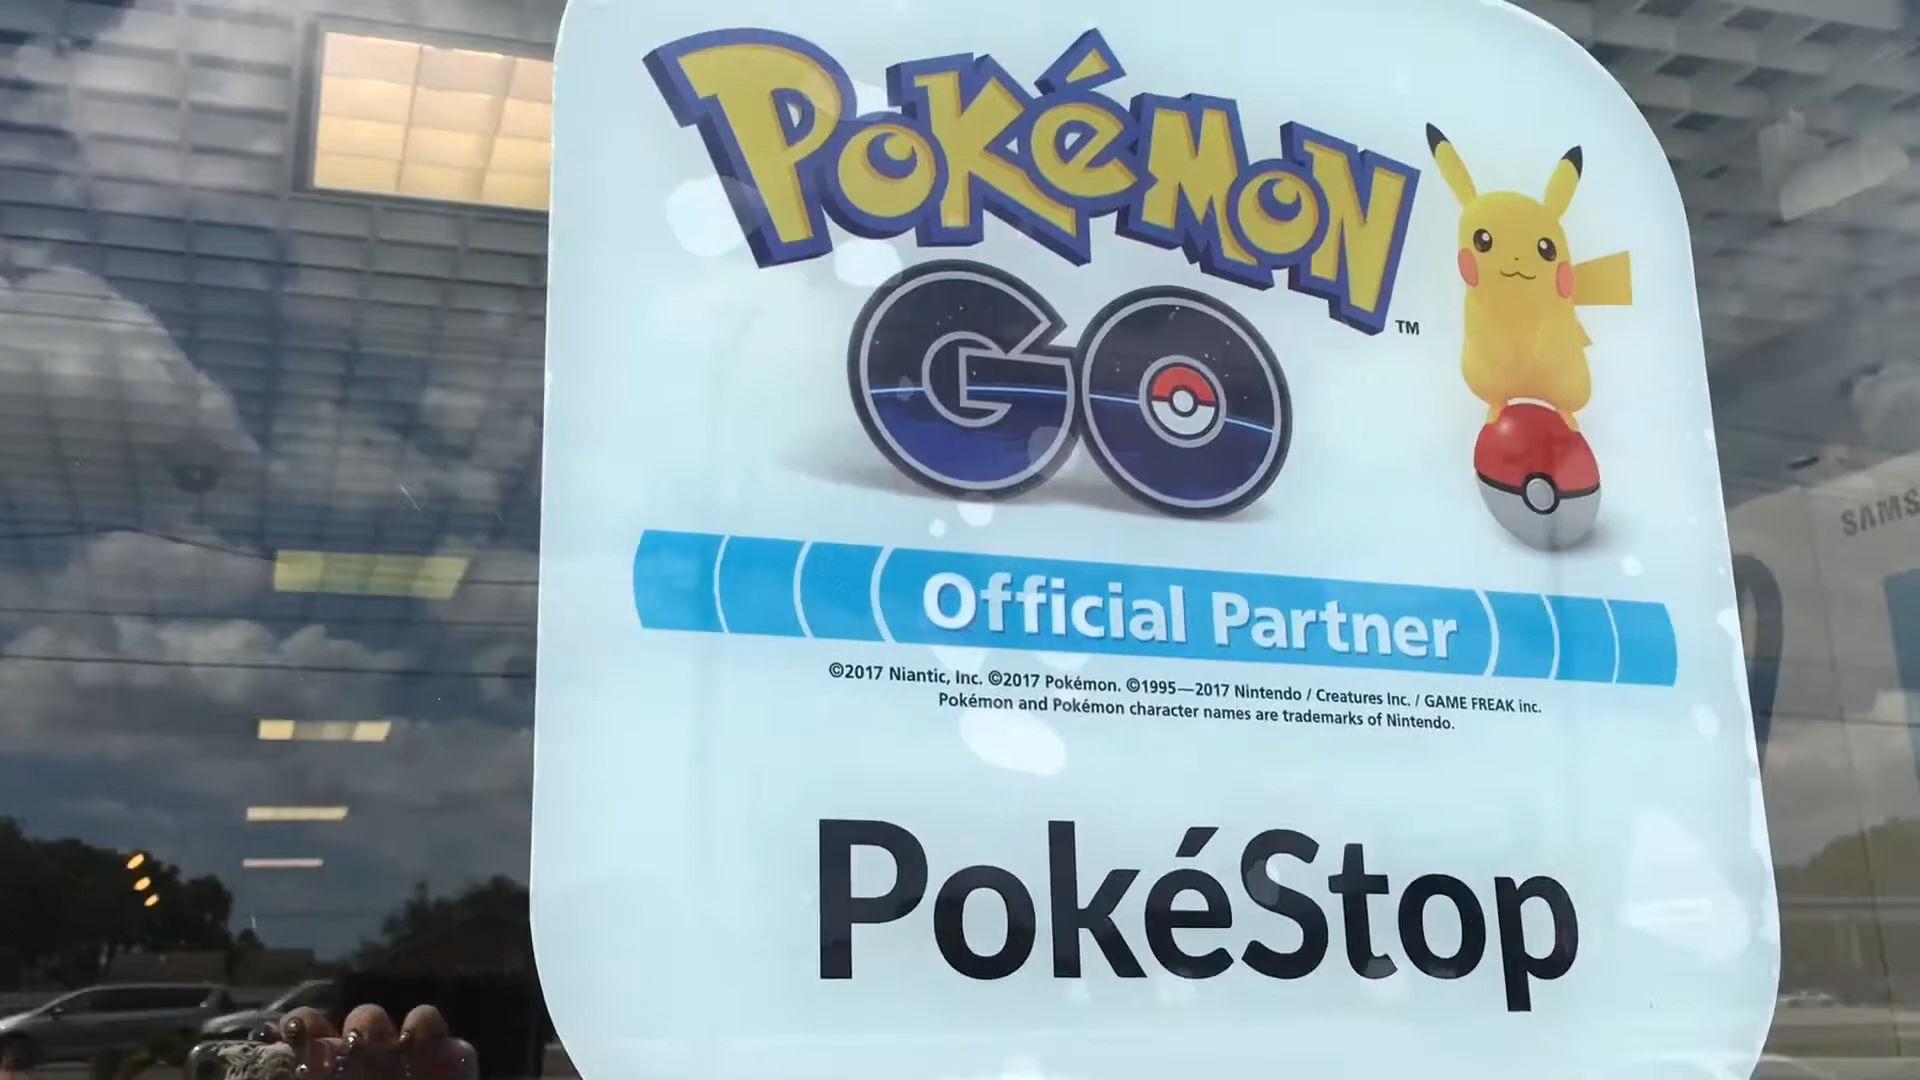 POKéMON
GO
TM
Official Partner
©2017 Niantic, Inc. ©2017 Pokémon. ©1995—2017 Nintendo / Creatures Inc. / GAME FREAK inc.
Pokémon and Pokémon character names are trademarks of Nintendo.
PokéStop
SAMS